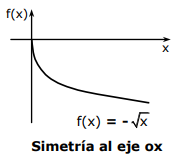 f(x)
x
f(x) = -√x
Simetría al eje ox